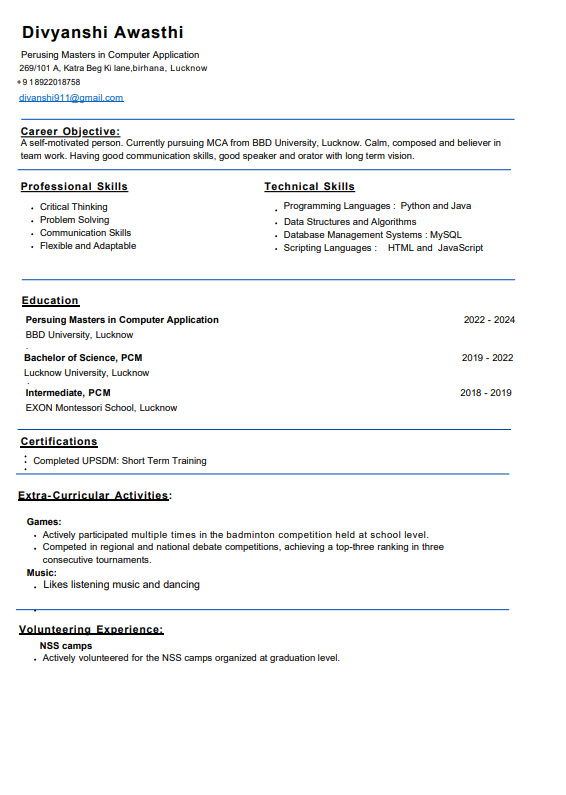 Divyanshi Awasthi
Perusing Masters in Computer Application
269/101 A, Katra Beg Ki lane,birhana, Lucknow
+918922018758
divanshi911@gmail.com
Career Objective:
A self-motivated person. Currently pursuing MCA from BBD University, Lucknow. Calm, composed and believer in
team work. Having good communication skills, good speaker and orator with long term vision.
Professional Skills
• Critical Thinking
• Problem Solving
• Communication Skills
• Flexible and Adaptable
Technical Skills
• Programming Languages : Python and Java
• Data Structures and Algorithms
• Database Management Systems : MySQL
• Scripting Languages : HTML and JavaScript
Education
Persuing Masters in Computer Application 2022 - 2024
BBD University, Lucknow
Bachelor of Science, PCM 2019 - 2022
Lucknow University, Lucknow
Intermediate, PCM 2018 - 2019
EXON Montessori School, Lucknow
Certifications
• Completed UPSDM: Short Term Training
Extra-Curricular Activities:
Games:
• Actively participated multiple times in the badminton competition held at school level.
• Competed in regional and national debate competitions, achieving a top-three ranking in three
consecutive tournaments.
Music:
• Likes listening music and dancing
Volunteering Experience:
NSS camps
• Actively volunteered for the NSS camps organized at graduation level.